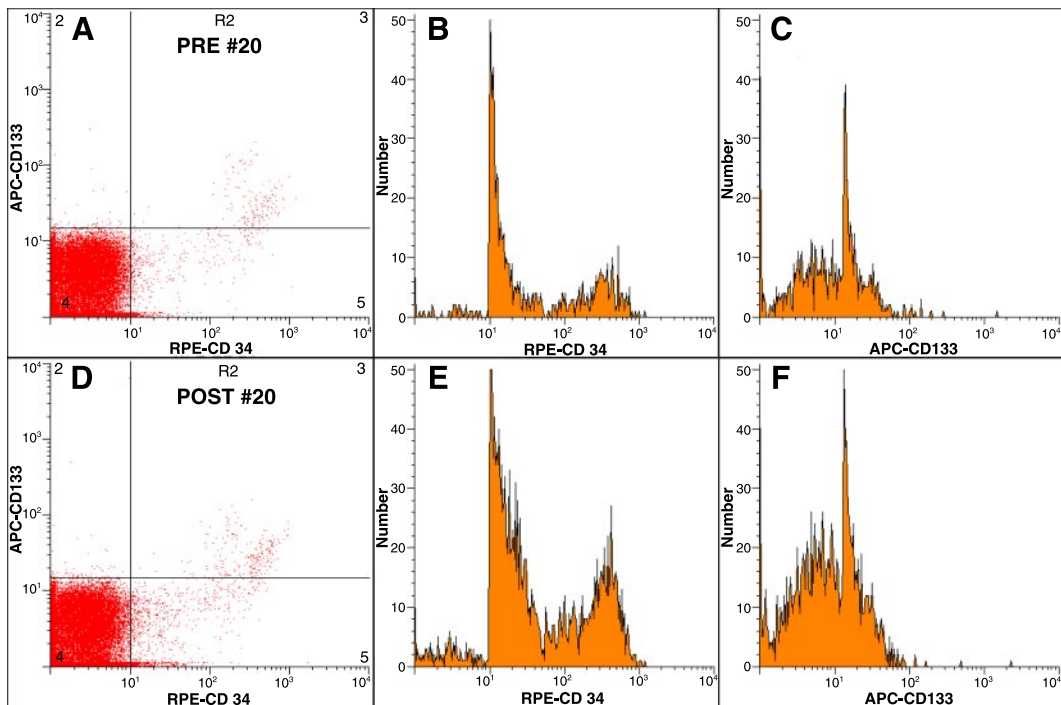 A
R2
PRE #20
2
3
4
5
10⁴
10³
10²
10¹
APC-CD133
10¹
10²
10³
10⁴
RPE-CD 34
B
50
40
30
20
10
0
Number
10¹
10²
10³
10⁴
RPE-CD 34
C
50
40
30
20
10
0
Number
10¹
10²
10³
10⁴
APC-CD133
D
R2
POST #20
2
3
4
5
10⁴
10³
10²
10¹
APC-CD133
10¹
10²
10³
10⁴
RPE-CD 34
E
50
40
30
20
10
0
Number
10¹
10²
10³
10⁴
RPE-CD 34
F
50
40
30
20
10
0
Number
10¹
10²
10³
10⁴
APC-CD133